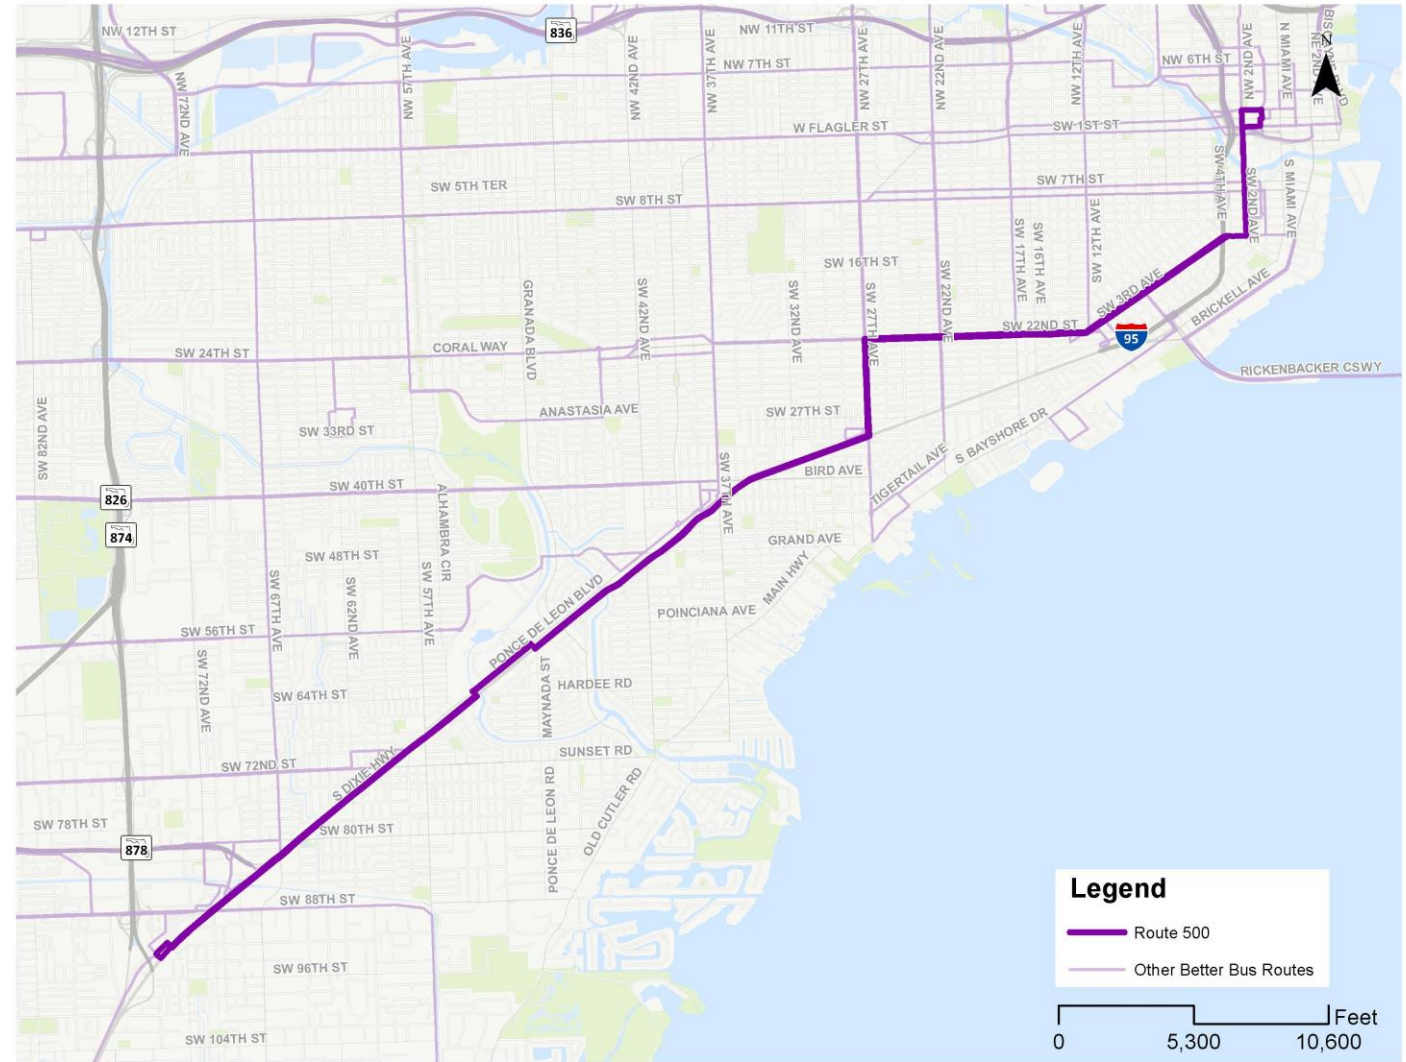 NW 12TH ST
836
NW 11TH ST
NW 57TH AVE
NW 42ND AVE
NW 37TH AVE
NW 27TH AVE
NW 22ND AVE
NW 12TH AVE
NW 2ND AVE
N MIAMI AVE
NE 2ND AVE
N
NW 7TH ST
NW 6TH ST
NW 72ND AVE
W FLAGLER ST
SW 1ST ST
SW 5TH TER
SW 7TH ST
SW 8TH ST
SW 4TH AVE
SW 2ND AVE
S MIAMI AVE
SW 16TH ST
SW 12TH AVE
SW 17TH AVE
SW 16TH AVE
GRANADA BLVD
SW 42ND AVE
SW 32ND AVE
SW 27TH AVE
SW 22ND AVE
SW 3RD AVE
BRICKELL AVE
SW 22ND ST
95
SW 24TH ST
CORAL WAY
RICKENBACKER CSWY
SW 82ND AVE
ANASTASIA AVE
SW 27TH ST
SW 33RD ST
S BAYSHORE DR
TIGERTAIL AVE
BIRD AVE
SW 37TH AVE
826
SW 40TH ST
874
ALHAMBRA CIR
GRAND AVE
SW 48TH ST
MAIN HWY
SW 67TH AVE
SW 62ND AVE
SW 57TH AVE
PONCE DE LEON BLVD
POINCIANA AVE
SW 56TH ST
SW 72ND AVE
MAYNADA ST
HARDEE RD
SW 64TH ST
SUNSET RD
SW 72ND ST
S DIXIE HWY
PONCE DE LEON RD
OLD CUTLER RD
SW 78TH ST
SW 80TH ST
878
SW 88TH ST
SW 96TH ST
SW 104TH ST
Legend
Route 500
Other Better Bus Routes
Feet
0 5,300 10,600